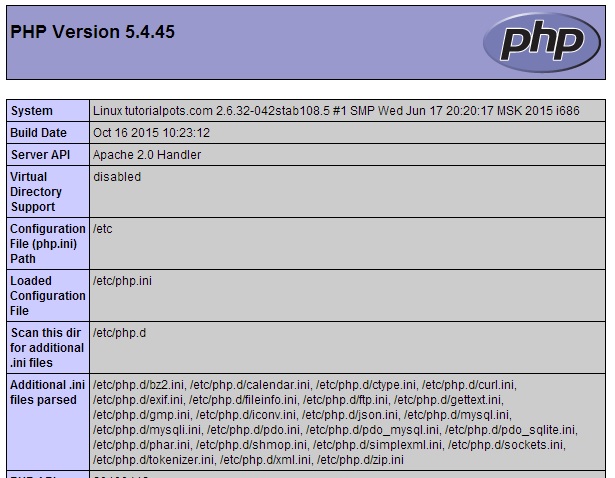 PHP Version 5.4.45
php
System Linux tutorialpots.com 2.6.32-042stab108.5 #1 SMP Wed Jun 17 20:20:17 MSK 2015 i686
Build Date Oct 16 2015 10:23:12
Server API Apache 2.0 Handler
Virtual disabled
Directory
Support
Configuration /etc
File (php.ini)
Path
Loaded /etc/php.ini
Configuration
File
Scan this dir /etc/php.d
for additional
.ini files
Additional .ini /etc/php.d/bz2.ini, /etc/php.d/calendar.ini, /etc/php.d/ctype.ini, /etc/php.d/curl.ini,
files parsed /etc/php.d/exif.ini, /etc/php.d/fileinfo.ini, /etc/php.d/ftp.ini, /etc/php.d/gettext.ini,
/etc/php.d/gmp.ini, /etc/php.d/iconv.ini, /etc/php.d/json.ini, /etc/php.d/mysql.ini,
/etc/php.d/mysqli.ini, /etc/php.d/pdo.ini, /etc/php.d/pdo_mysql.ini, /etc/php.d/pdo_sqlite.ini,
/etc/php.d/phar.ini, /etc/php.d/shmop.ini, /etc/php.d/simplexml.ini, /etc/php.d/sockets.ini,
/etc/php.d/tokenizer.ini, /etc/php.d/xml.ini, /etc/php.d/zip.ini